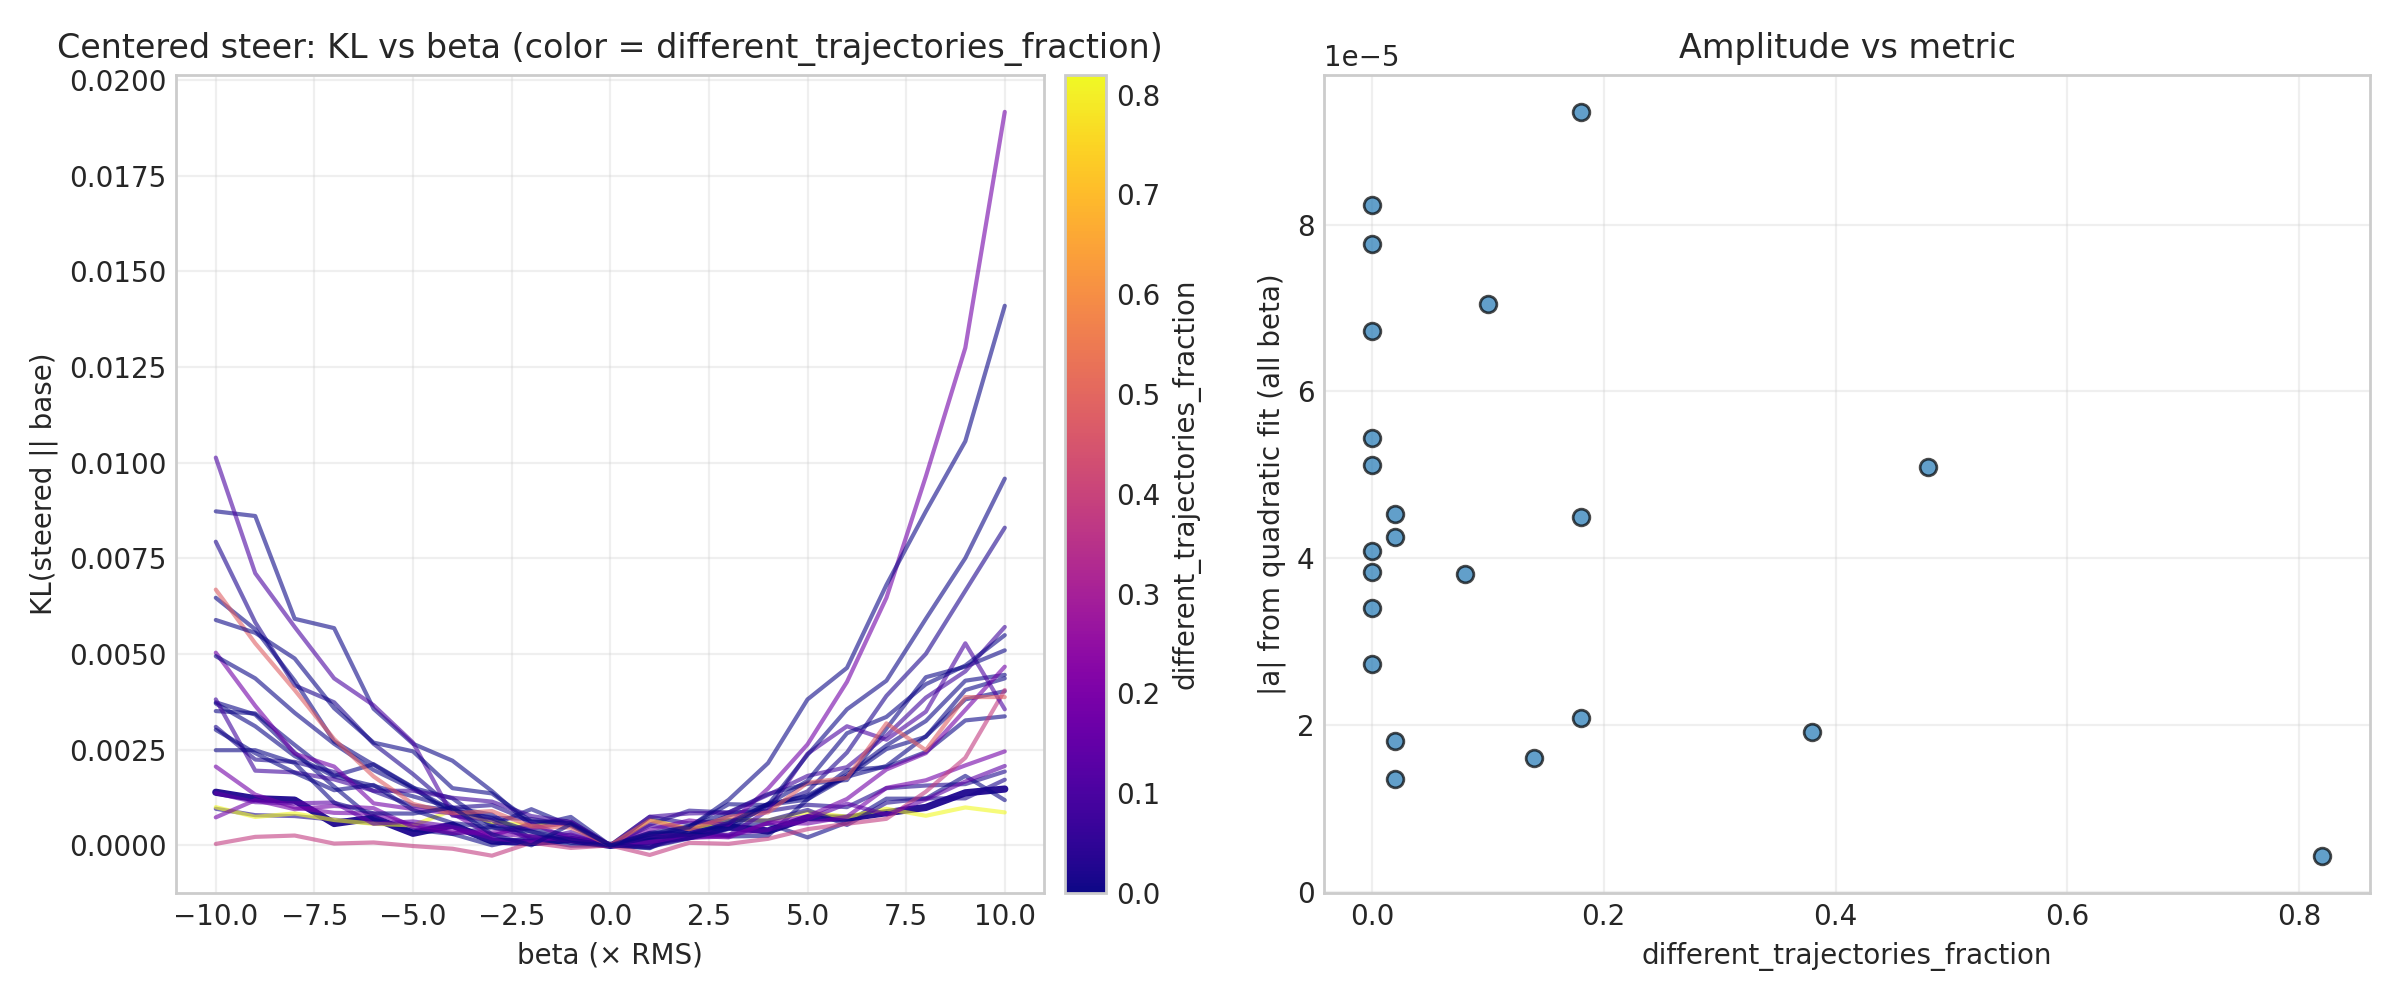 Centered steer: KL vs beta (color = different_trajectories_fraction)
0.0200
0.0175
0.0150
0.0125
0.0100
0.0075
0.0050
0.0025
0.0000
KL(steered || base)
−10.0 −7.5 −5.0 −2.5 0.0 2.5 5.0 7.5 10.0
beta (× RMS)
0.8
0.7
0.6
0.5
0.4
0.3
0.2
0.1
0.0
different_trajectories_fraction
Amplitude vs metric
1e−5
8
6
4
2
0
|a| from quadratic fit (all beta)
0.0 0.2 0.4 0.6 0.8
different_trajectories_fraction